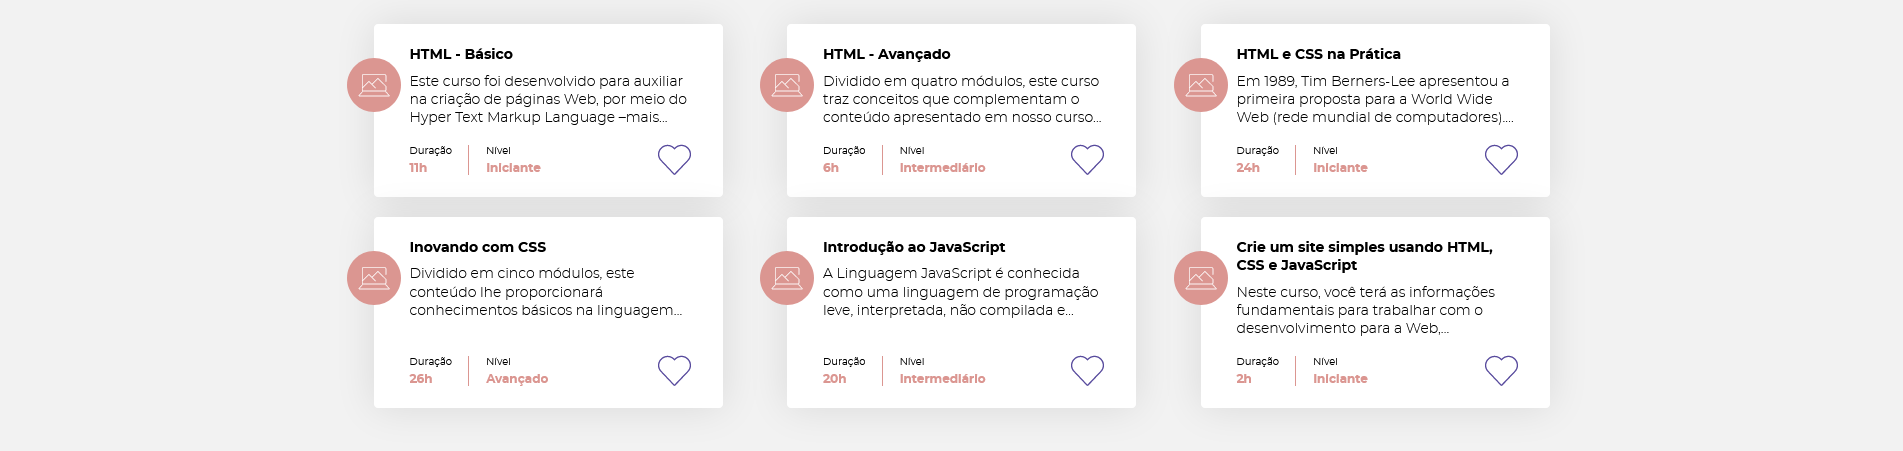 HTML - Básico
Este curso foi desenvolvido para auxiliar
na criação de páginas Web, por meio do
Hyper Text Markup Language –mais...
Duração
11h
Nível
Iniciante
HTML - Avançado
Dividido em quatro módulos, este curso
traz conceitos que complementam o
conteúdo apresentado em nosso curso...
Duração
6h
Nível
Intermediário
HTML e CSS na Prática
Em 1989, Tim Berners-Lee apresentou a
primeira proposta para a World Wide
Web (rede mundial de computadores)....
Duração
24h
Nível
Iniciante
Inovando com CSS
Dividido em cinco módulos, este
conteúdo lhe proporcionará
conhecimentos básicos na linguagem...
Duração
26h
Nível
Avançado
Introdução ao JavaScript
A Linguagem JavaScript é conhecida
como uma linguagem de programação
leve, interpretada, não compilada e...
Duração
20h
Nível
Intermediário
Crie um site simples usando HTML,
CSS e JavaScript
Neste curso, você terá as informações
fundamentais para trabalhar com o
desenvolvimento para a Web,...
Duração
2h
Nível
Iniciante